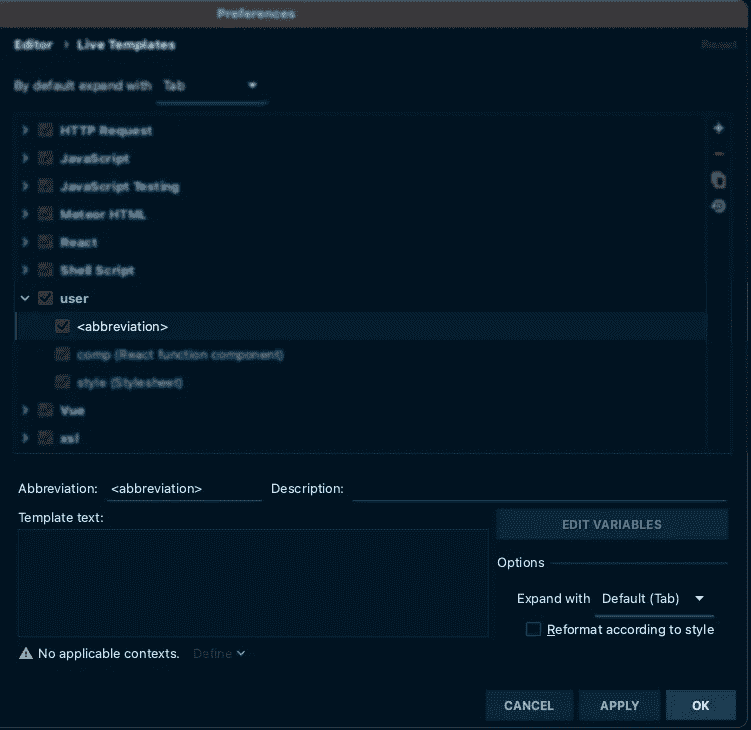 Preferences
Editor › Live Templates
Reset
By default expand with Tab
HTTP Request
JavaScript
JavaScript Testing
Meteor HTML
React
Shell Script
user
<abbreviation>
comp (React function component)
style (Stylesheet)
Vue
xsl
Abbreviation: <abbreviation> Description:
Template text:
EDIT VARIABLES
Options
Expand with Default (Tab)
Reformat according to style
No applicable contexts. Define
CANCEL APPLY OK